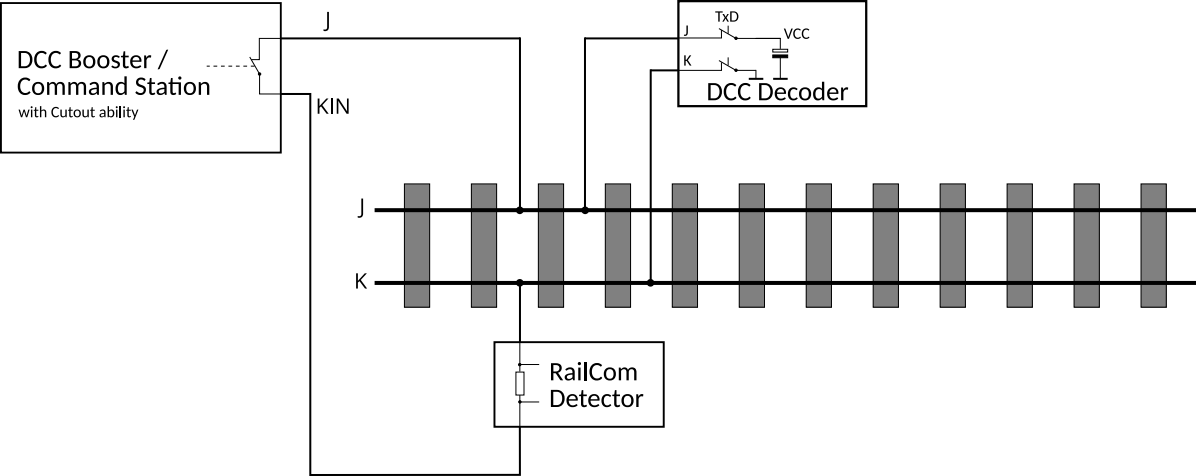 J
DCC Booster /
Command Station
with Cutout ability
KIN
TxD
J
VCC
K
DCC Decoder
J
K
RailCom
Detector